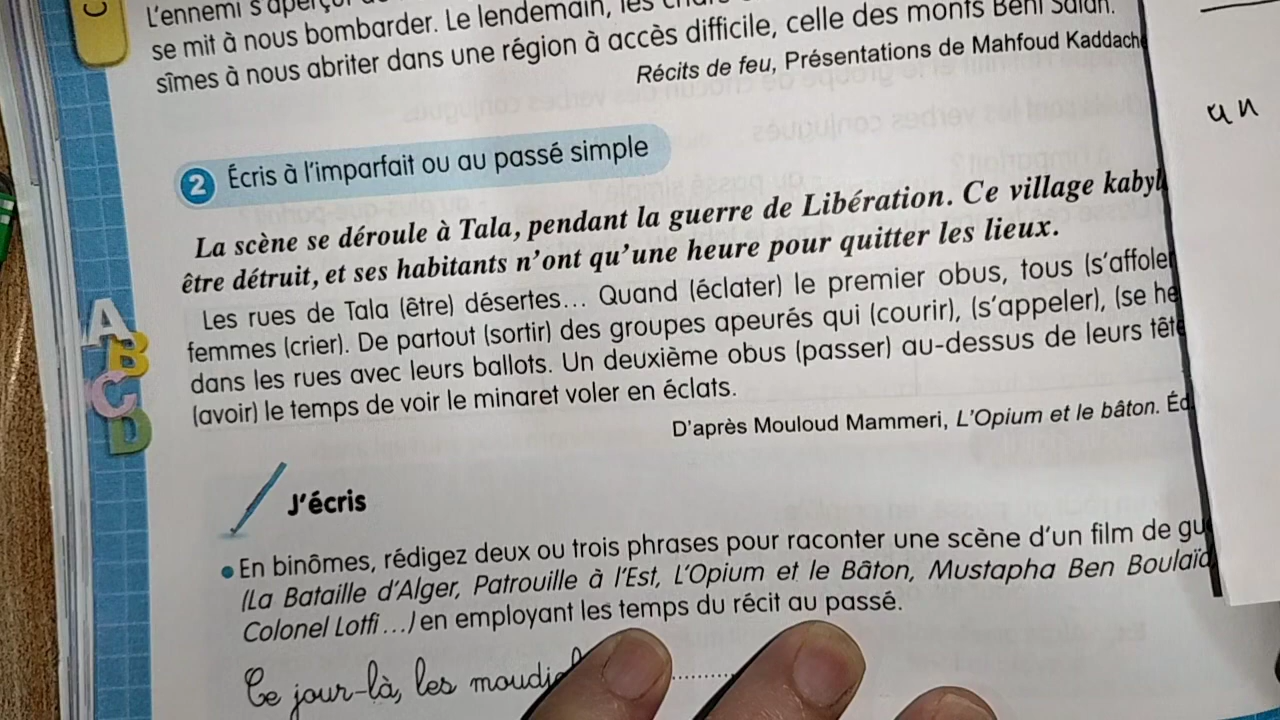 L'ennemi s'aperçut de
se mit à nous bombarder. Le lendemain, les
sîmes à nous abriter dans une région à accès difficile, celle des monts Beni Salah.
Récits de feu, Présentations de Mahfoud Kaddache
un
2 Écris à l'imparfait ou au passé simple
La scène se déroule à Tala, pendant la guerre de Libération. Ce village
être détruit, et ses habitants n'ont qu'une heure pour quitter les lieux.
Les rues de Tala (être) désertes... Quand (éclater) le premier obus, tous (s'affoler
femmes (crier). De partout (sortir) des groupes apeurés qui (courir), (s'appeler), (se
dans les rues avec leurs ballots. Un deuxième obus (passer) au-dessus de leurs
(avoir) le temps de voir le minaret voler en éclats.
D'après Mouloud Mammeri, L'Opium et le bâton. Éd.
A
B
C
D
J'écris
• En binômes, rédigez deux ou trois phrases pour raconter une scène d'un film de
(La Bataille d'Alger, Patrouille à l'Est, L'Opium et le Bâton, Mustapha Ben Boulaïd
Colonel Lotfi ...) en employant les temps du récit au passé.
Ce jour-là, les